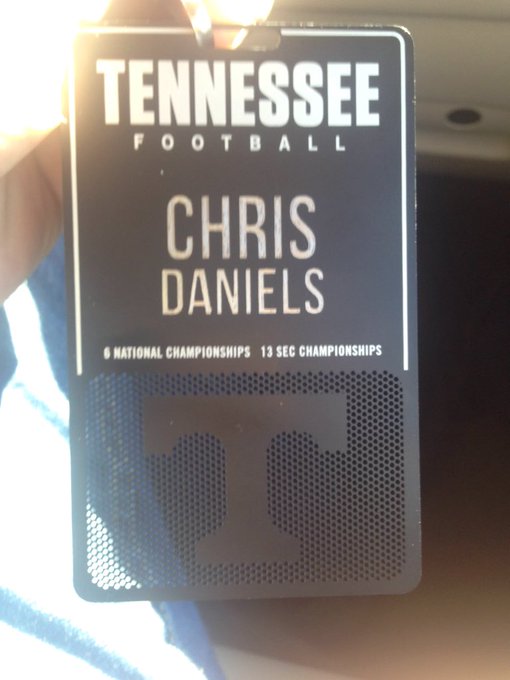 TENNESSEE
FOOTBALL
CHRIS
DANIELS
6 NATIONAL CHAMPIONSHIPS 13 SEC CHAMPIONSHIPS
T